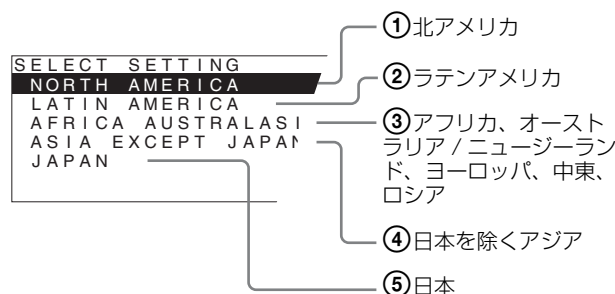 SELECT SETTING
NORTH AMERICA
LATIN AMERICA
AFRICA AUSTRALASI
ASIA EXCEPT JAPAN
JAPAN
①北アメリカ
②ラテンアメリカ
③アフリカ、オースト
ラリア / ニュージーラン
ド、ヨーロッパ、中東、
ロシア
④日本を除くアジア
⑤日本